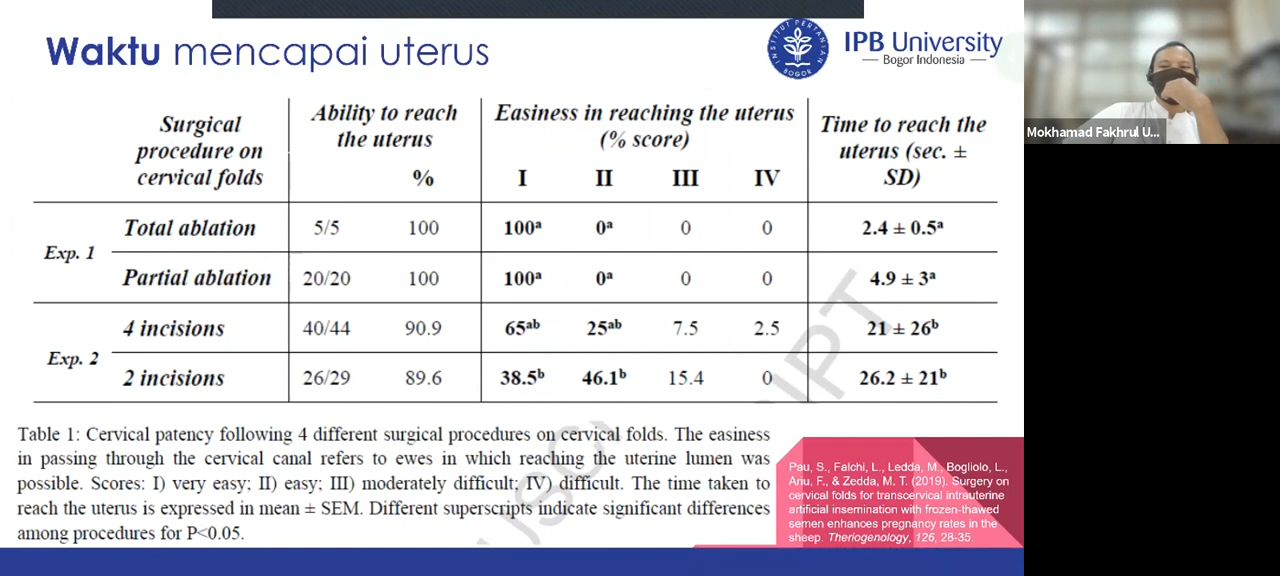 Waktu mencapai uterus
INSTITUT PERTANIAN
BOGOR
IPB University
Bogor Indonesia
Mokhamad Fakhrul U...
Surgical procedure on cervical folds
Ability to reach the uterus
%
Easiness in reaching the uterus (% score)
I II III IV
Time to reach the uterus (sec. ± SD)
Exp. 1
Total ablation 5/5 100 100ᵃ 0ᵃ 0 0 2.4 ± 0.5ᵃ
Partial ablation 20/20 100 100ᵃ 0ᵃ 0 0 4.9 ± 3ᵃ
Exp. 2
4 incisions 40/44 90.9 65ᵃᵇ 25ᵃᵇ 7.5 2.5 21 ± 26ᵇ
2 incisions 26/29 89.6 38.5ᵇ 46.1ᵇ 15.4 0 26.2 ± 21ᵇ
Table 1: Cervical patency following 4 different surgical procedures on cervical folds. The easiness
in passing through the cervical canal refers to ewes in which reaching the uterine lumen was
possible. Scores: I) very easy; II) easy; III) moderately difficult; IV) difficult. The time taken to
reach the uterus is expressed in mean ± SEM. Different superscripts indicate significant differences
among procedures for P<0.05.
Pau, S., Falchi, L., Ledda, M., Bogliolo, L.,
Ariu, F., & Zedda, M. T. (2019). Surgery on
cervical folds for transcervical intrauterine
artificial insemination with frozen-thawed
semen enhances pregnancy rates in the
sheep. Theriogenology, 126, 28-35.